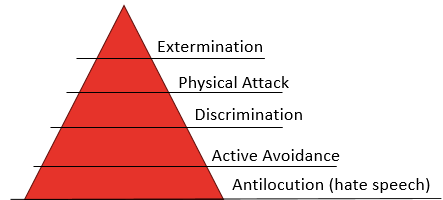 Extermination
Physical Attack
Discrimination
Active Avoidance
Antilocution (hate speech)